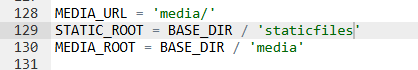 128 MEDIA_URL = 'media/'
129 STATIC_ROOT = BASE_DIR / 'staticfiles'
130 MEDIA_ROOT = BASE_DIR / 'media'
131